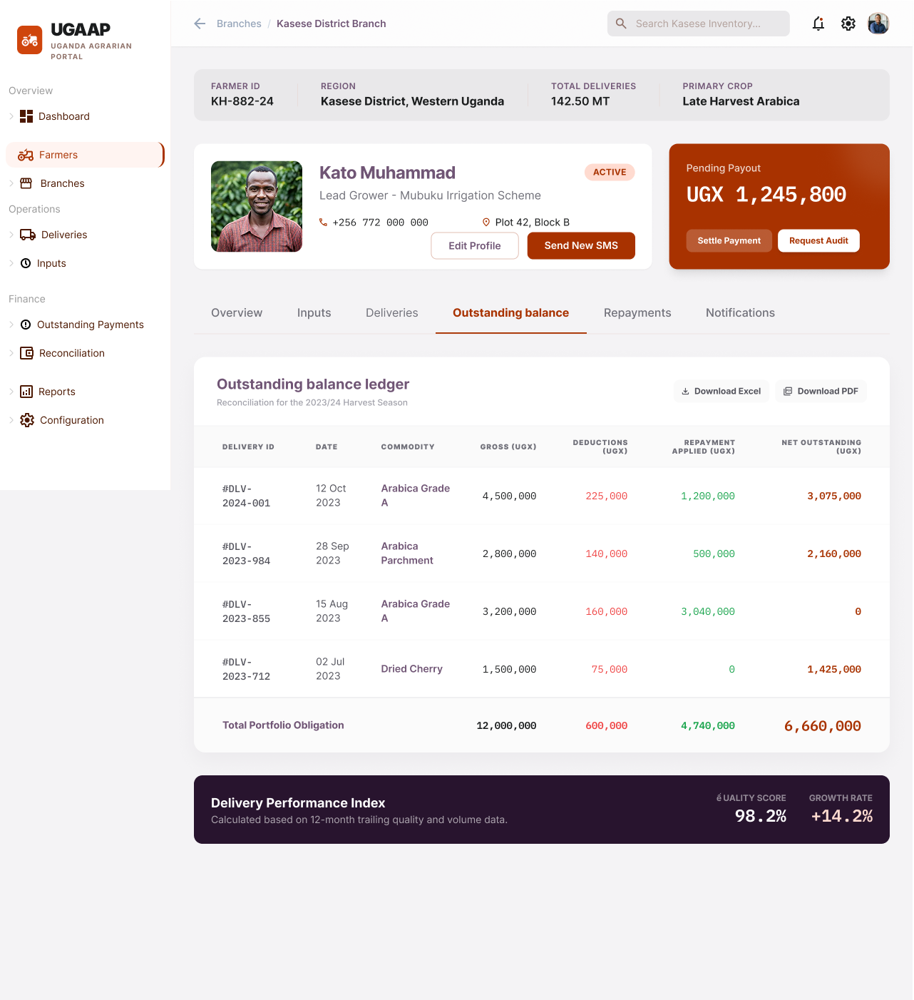 UGAAP
UGANDA AGRARIAN
PORTAL
Overview
Dashboard
Farmers
Branches
Operations
Deliveries
Inputs
Finance
Outstanding Payments
Reconciliation
Reports
Configuration
Branches / Kasese District Branch
Search Kasese Inventory...
FARMER ID
KH-882-24
REGION
Kasese District, Western Uganda
TOTAL DELIVERIES
142.50 MT
PRIMARY CROP
Late Harvest Arabica
Kato Muhammad
ACTIVE
Lead Grower - Mubuku Irrigation Scheme
+256 772 000 000
Plot 42, Block B
Edit Profile
Send New SMS
Pending Payout
UGX 1,245,800
Settle Payment
Request Audit
Overview Inputs Deliveries Outstanding balance Repayments Notifications
Outstanding balance ledger
Reconciliation for the 2023/24 Harvest Season
Download Excel
Download PDF
DELIVERY ID DATE COMMODITY GROSS (UGX) DEDUCTIONS (UGX) REPAYMENT APPLIED (UGX) NET OUTSTANDING (UGX)
#DLV-2024-001 12 Oct 2023 Arabica Grade A 4,500,000 225,000 1,200,000 3,075,000
#DLV-2023-984 28 Sep 2023 Arabica Parchment 2,800,000 140,000 500,000 2,160,000
#DLV-2023-855 15 Aug 2023 Arabica Grade A 3,200,000 160,000 3,040,000 0
#DLV-2023-712 02 Jul 2023 Dried Cherry 1,500,000 75,000 0 1,425,000
Total Portfolio Obligation 12,000,000 600,000 4,740,000 6,660,000
Delivery Performance Index
Calculated based on 12-month trailing quality and volume data.
UALITY SCORE
98.2%
GROWTH RATE
+14.2%